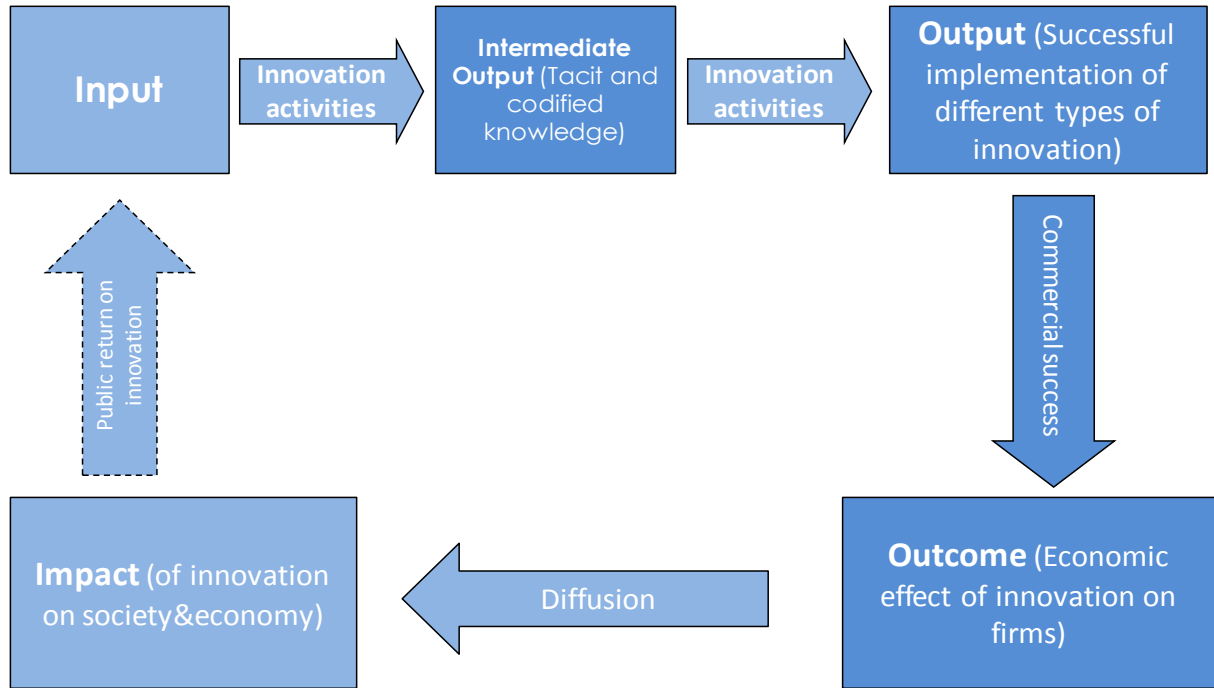 Input
Innovation
activities
Intermediate
Output (Tacit and
codified
knowledge)
Innovation
activities
Output (Successful
implementation of
different types of
innovation)
Commercial success
Outcome (Economic
effect of innovation on
firms)
Diffusion
Impact (of innovation
on society&economy)
Public return on
innovation